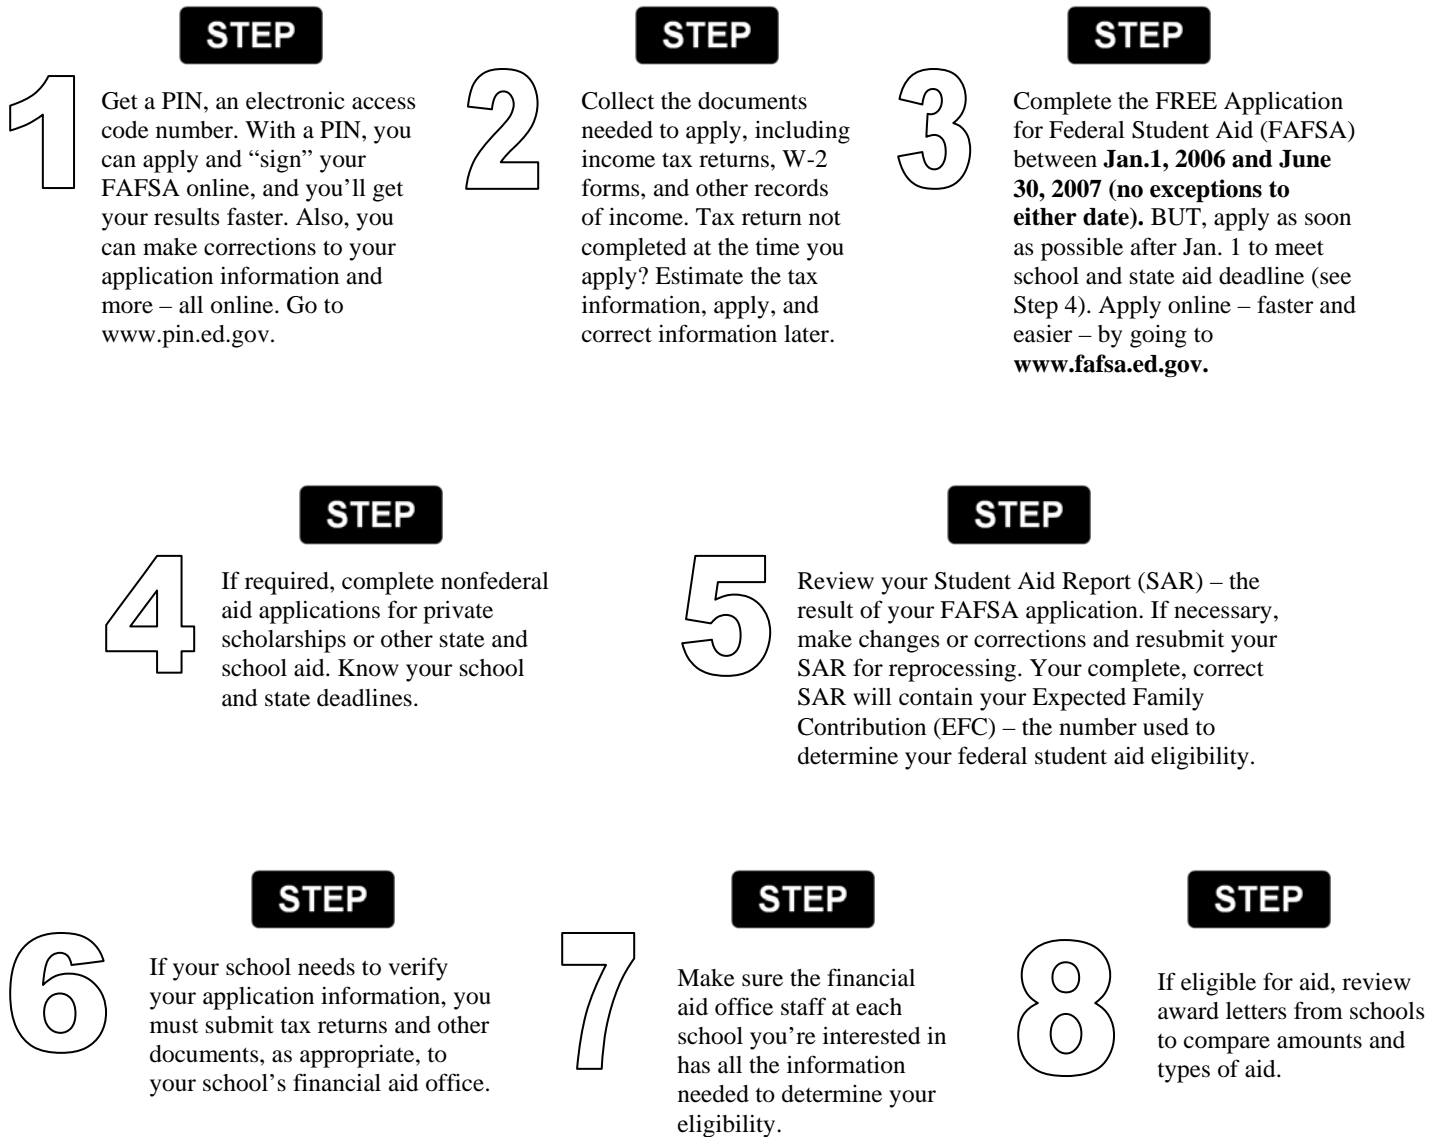 STEP
1
Get a PIN, an electronic access
code number. With a PIN, you
can apply and “sign” your
FAFSA online, and you’ll get
your results faster. Also, you
can make corrections to your
application information and
more – all online. Go to
www.pin.ed.gov.
STEP
2
Collect the documents
needed to apply, including
income tax returns, W-2
forms, and other records
of income. Tax return not
completed at the time you
apply? Estimate the tax
information, apply, and
correct information later.
STEP
3
Complete the FREE Application
for Federal Student Aid (FAFSA)
between Jan.1, 2006 and June
30, 2007 (no exceptions to
either date). BUT, apply as soon
as possible after Jan. 1 to meet
school and state aid deadline (see
Step 4). Apply online – faster and
easier – by going to
www.fafsa.ed.gov.
STEP
4
If required, complete nonfederal
aid applications for private
scholarships or other state and
school aid. Know your school
and state deadlines.
STEP
5
Review your Student Aid Report (SAR) – the
result of your FAFSA application. If necessary,
make changes or corrections and resubmit your
SAR for reprocessing. Your complete, correct
SAR will contain your Expected Family
Contribution (EFC) – the number used to
determine your federal student aid eligibility.
STEP
6
If your school needs to verify
your application information, you
must submit tax returns and other
documents, as appropriate, to
your school’s financial aid office.
STEP
7
Make sure the financial
aid office staff at each
school you’re interested in
has all the information
needed to determine your
eligibility.
STEP
8
If eligible for aid, review
award letters from schools
to compare amounts and
types of aid.